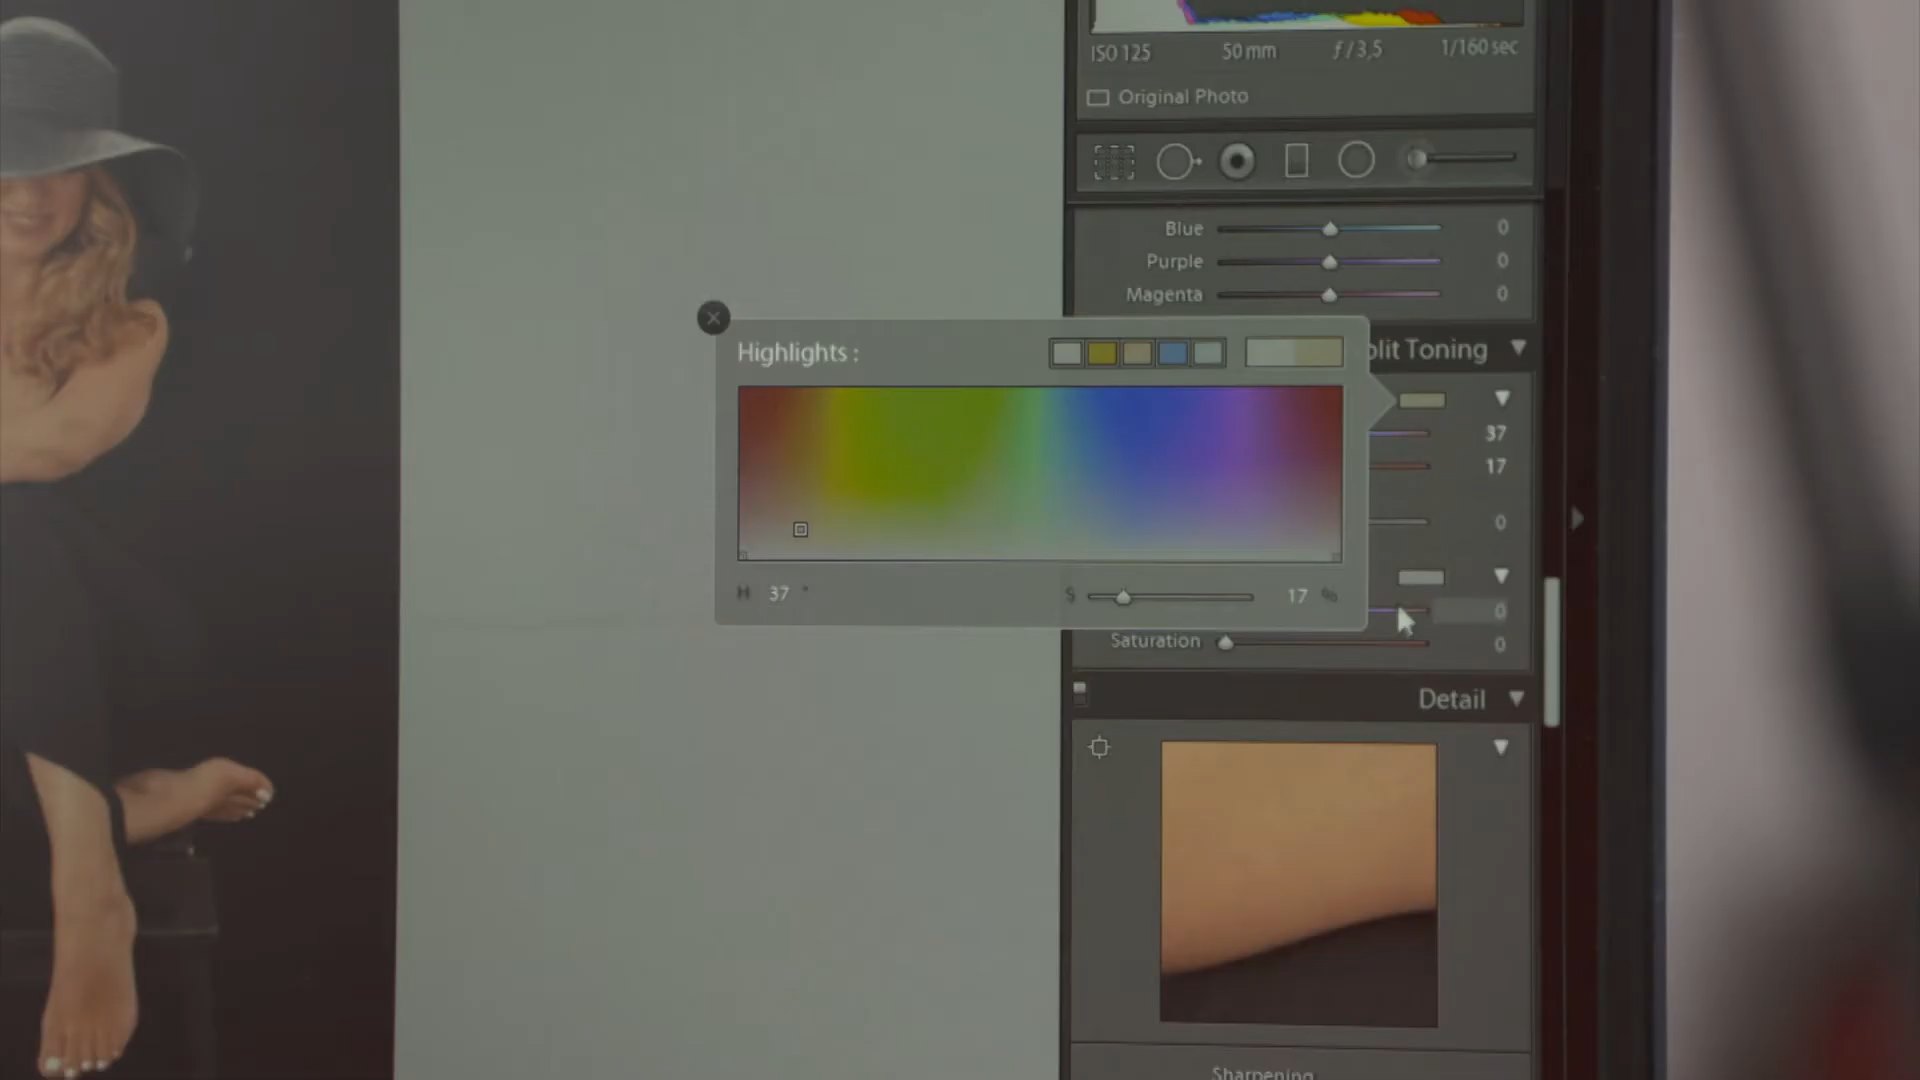 ISO 125 50 mm ƒ / 3,5 1/160 sec
Original Photo
Blue 0
Purple 0
Magenta 0
Highlights :
plit Toning
37
17
0
H 37 °
S 17 %
0
Saturation 0
Detail
Sharpening